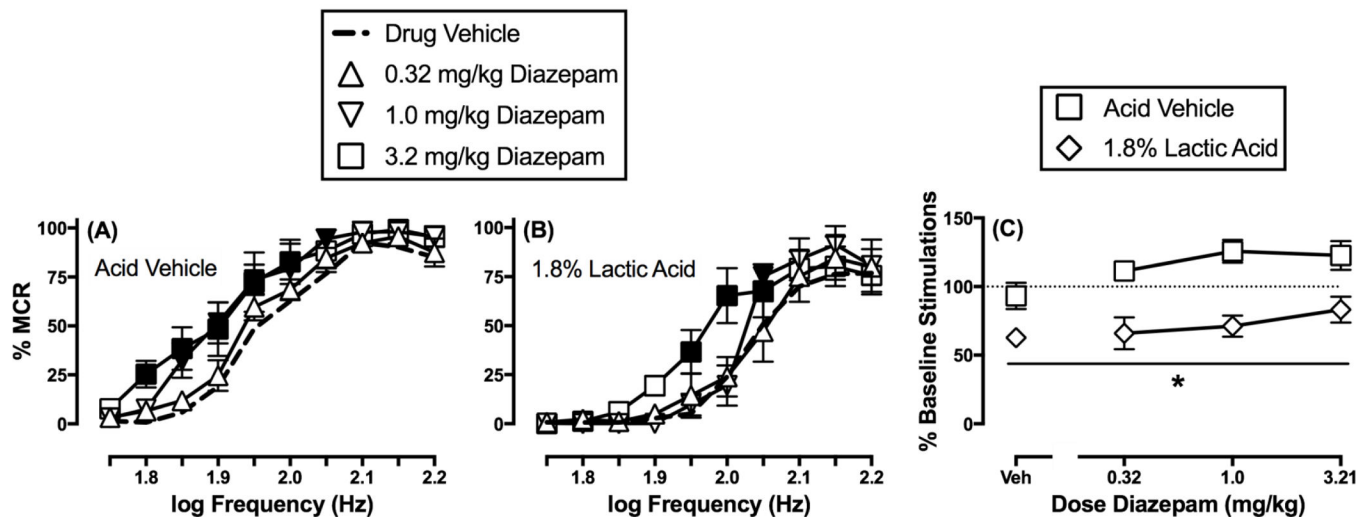 Drug Vehicle
0.32 mg/kg Diazepam
1.0 mg/kg Diazepam
3.2 mg/kg Diazepam
Acid Vehicle
1.8% Lactic Acid
(A)
Acid Vehicle
% MCR
100
75
50
25
0
1.8 1.9 2.0 2.1 2.2
log Frequency (Hz)
(B)
1.8% Lactic Acid
100
75
50
25
0
1.8 1.9 2.0 2.1 2.2
log Frequency (Hz)
(C)
% Baseline Stimulations
150
100
50
0
*
Veh 0.32 1.0 3.21
Dose Diazepam (mg/kg)